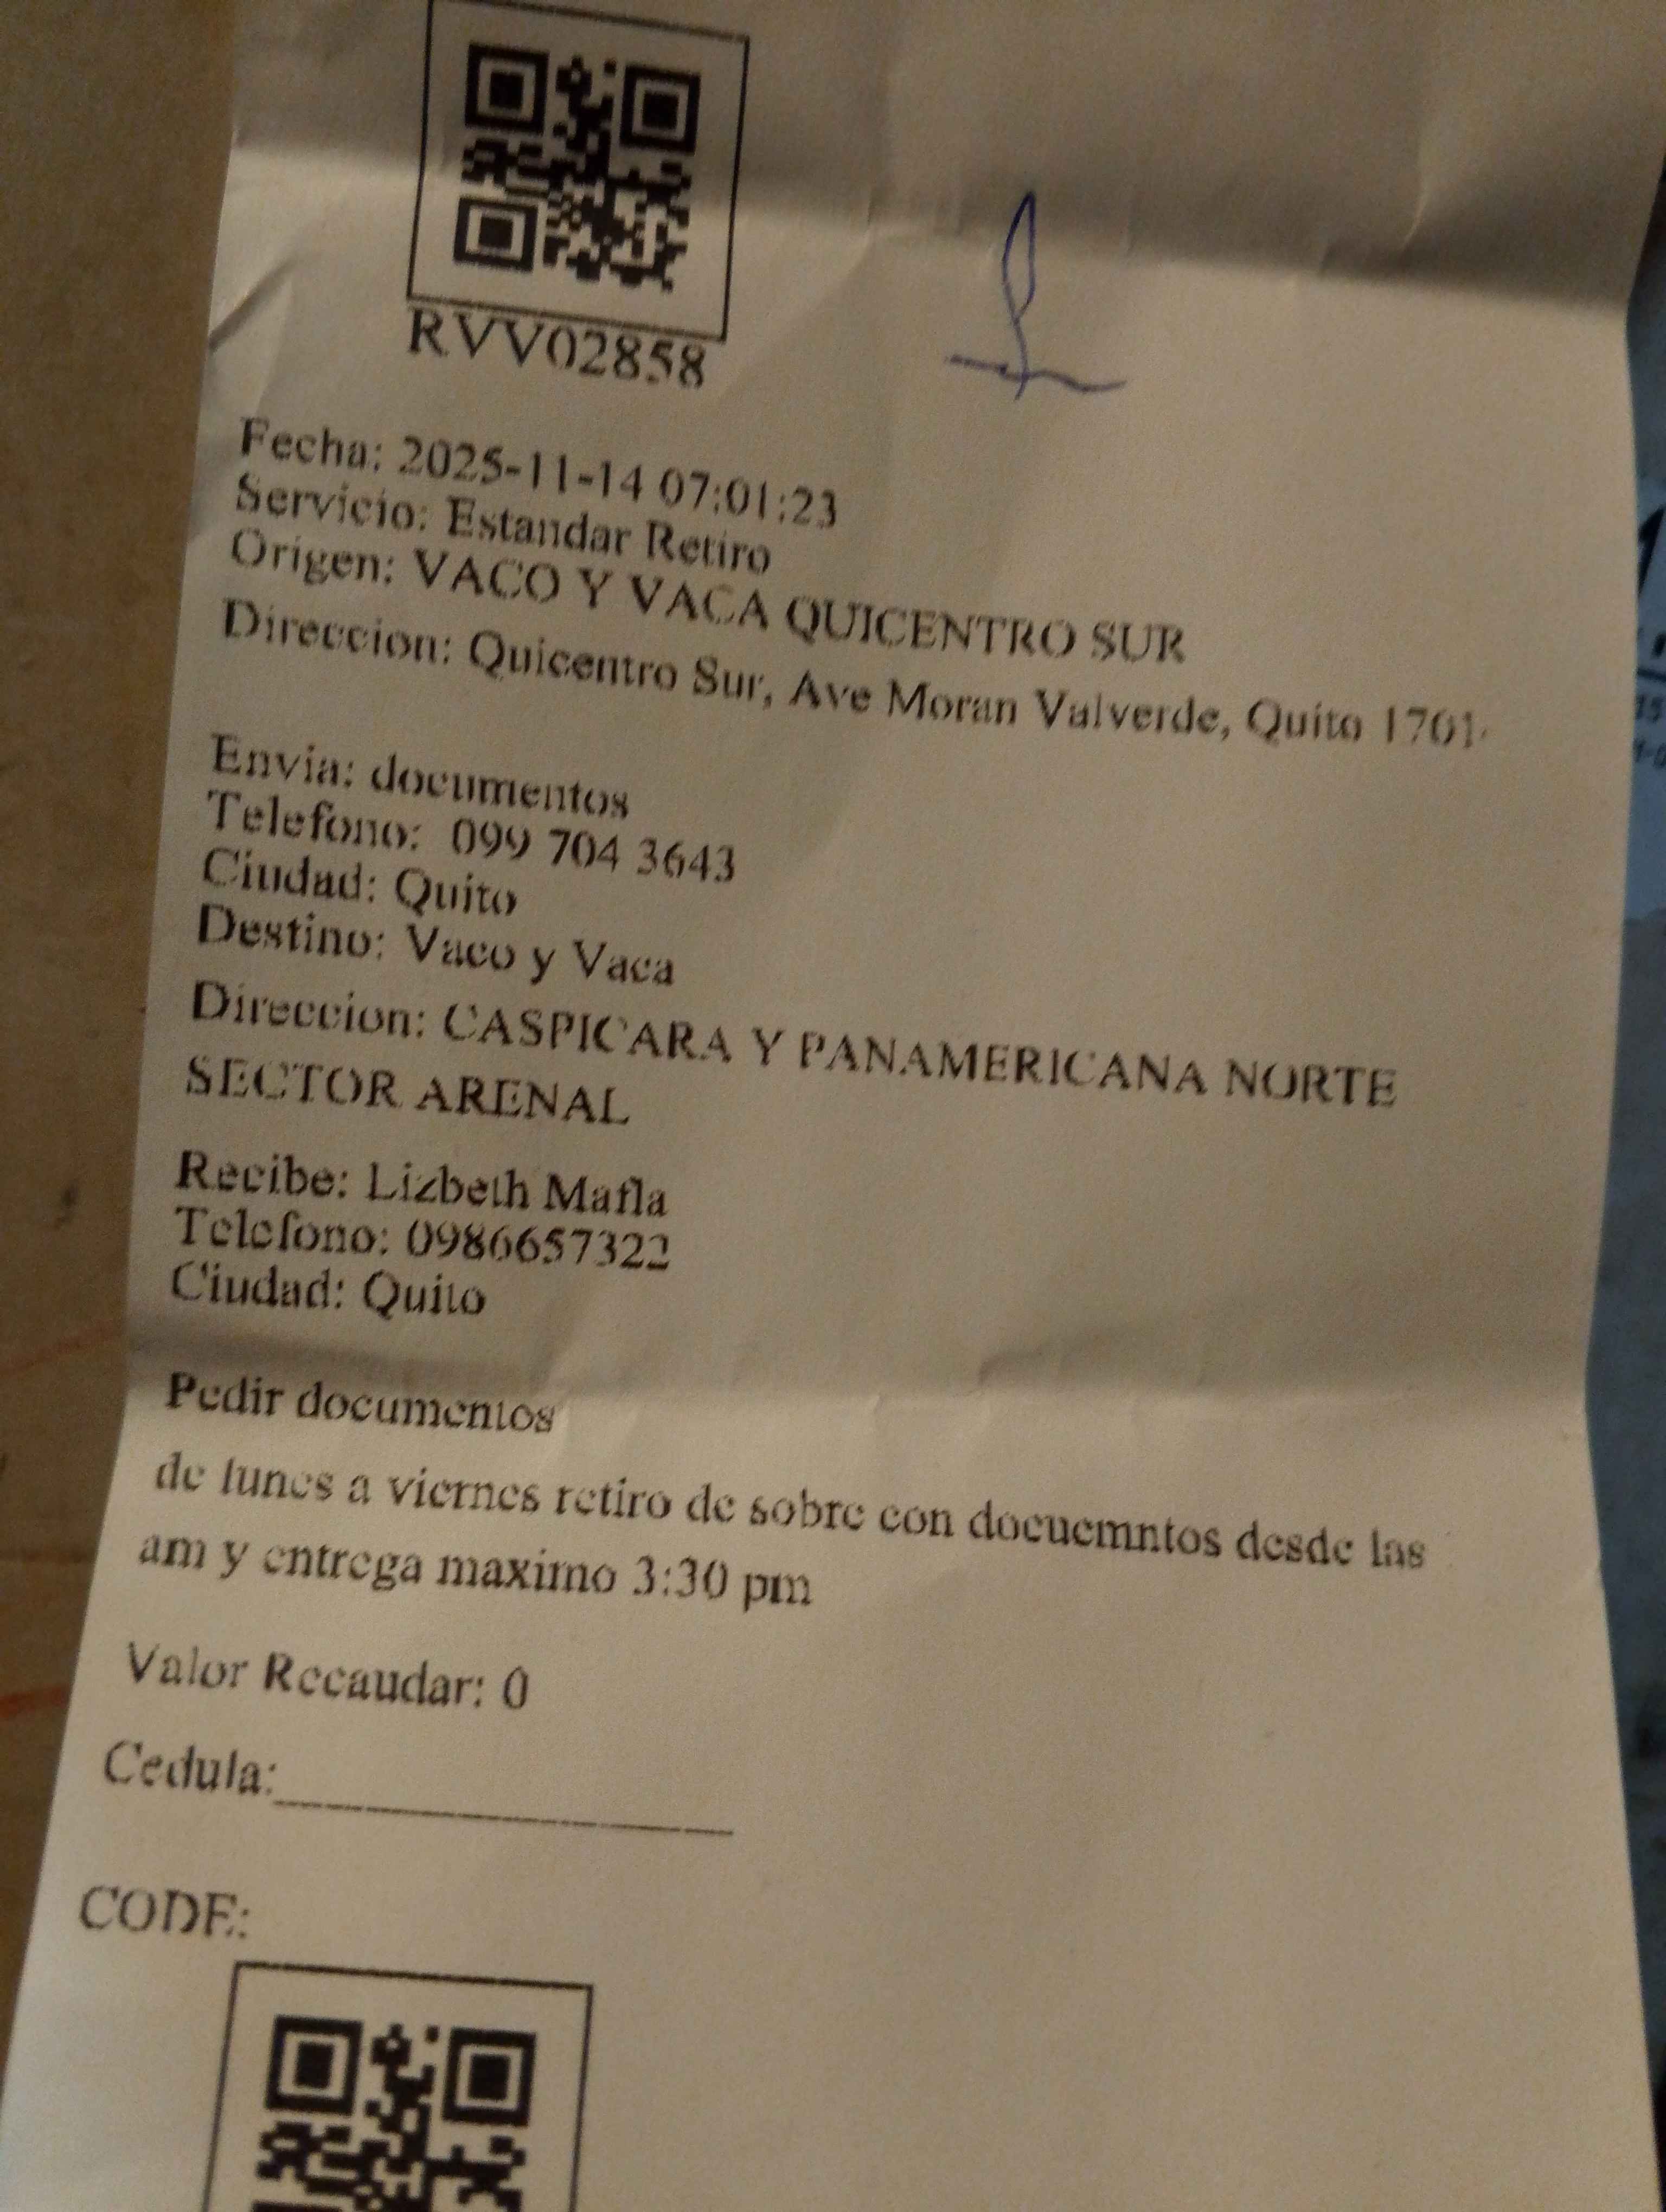 RVV02858
Fecha: 2025-11-14 07:01:23
Servicio: Estandar Retiro
Origen: VACO Y VACA QUICENTRO SUR
Direccion: Quicentro Sur, Ave Moran Valverde, Quito 1701
Envia: documentos
Telefono: 099 704 3643
Ciudad: Quito
Destino: Vaco y Vaca
Direccion: CASPICARA Y PANAMERICANA NORTE
SECTOR ARENAL
Recibe: Lizbeth Mafla
Telefono: 0986657322
Ciudad: Quito
Pedir documentos
de lunes a viernes retiro de sobre con docuemntos desde las
am y entrega maximo 3:30 pm
Valor Recaudar: 0
Cedula:
CODE: